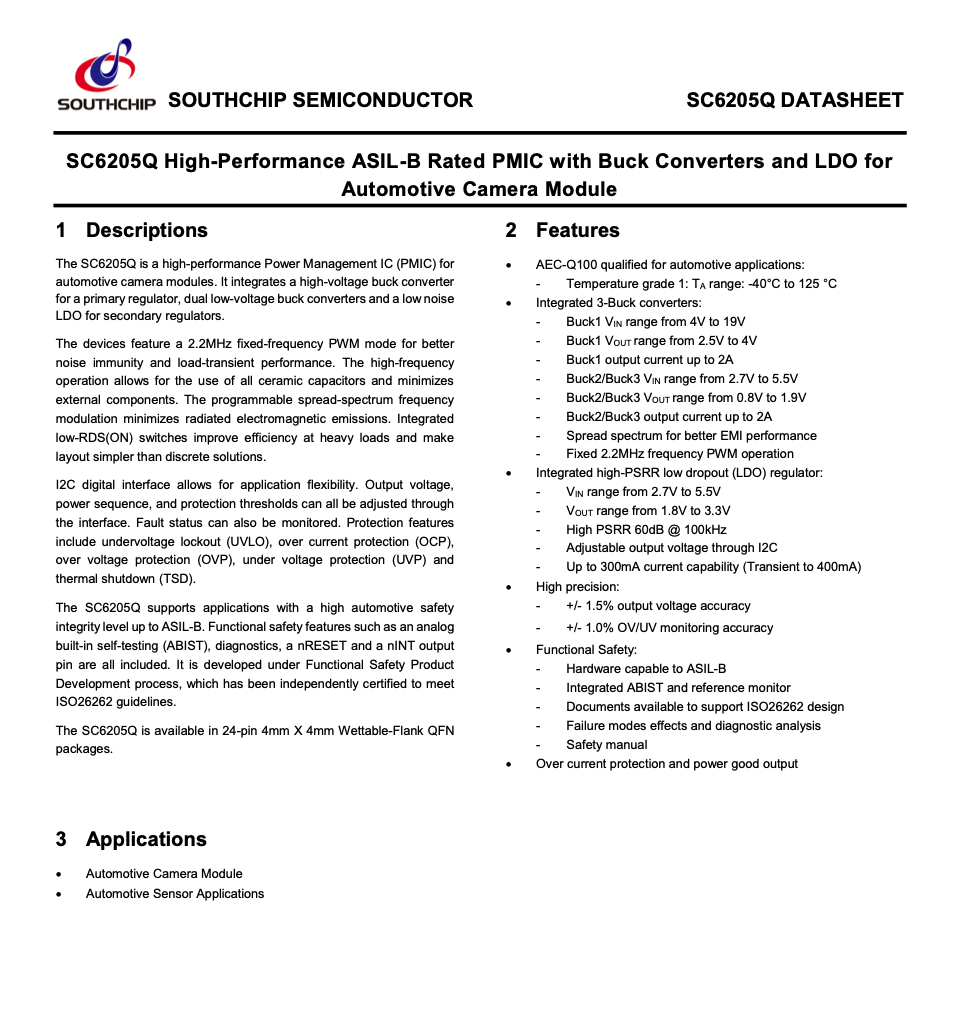 SOUTHCHIP SOUTHCHIP SEMICONDUCTOR SC6205Q DATASHEET
SC6205Q High-Performance ASIL-B Rated PMIC with Buck Converters and LDO for
Automotive Camera Module
1 Descriptions
The SC6205Q is a high-performance Power Management IC (PMIC) for
automotive camera modules. It integrates a high-voltage buck converter
for a primary regulator, dual low-voltage buck converters and a low noise
LDO for secondary regulators.
The devices feature a 2.2MHz fixed-frequency PWM mode for better
noise immunity and load-transient performance. The high-frequency
operation allows for the use of all ceramic capacitors and minimizes
external components. The programmable spread-spectrum frequency
modulation minimizes radiated electromagnetic emissions. Integrated
low-RDS(ON) switches improve efficiency at heavy loads and make
layout simpler than discrete solutions.
I2C digital interface allows for application flexibility. Output voltage,
power sequence, and protection thresholds can all be adjusted through
the interface. Fault status can also be monitored. Protection features
include undervoltage lockout (UVLO), over current protection (OCP),
over voltage protection (OVP), under voltage protection (UVP) and
thermal shutdown (TSD).
The SC6205Q supports applications with a high automotive safety
integrity level up to ASIL-B. Functional safety features such as an analog
built-in self-testing (ABIST), diagnostics, a nRESET and a nINT output
pin are all included. It is developed under Functional Safety Product
Development process, which has been independently certified to meet
ISO26262 guidelines.
The SC6205Q is available in 24-pin 4mm X 4mm Wettable-Flank QFN
packages.
2 Features
• AEC-Q100 qualified for automotive applications:
- Temperature grade 1: TA range: -40°C to 125 °C
• Integrated 3-Buck converters:
- Buck1 VIN range from 4V to 19V
- Buck1 VOUT range from 2.5V to 4V
- Buck1 output current up to 2A
- Buck2/Buck3 VIN range from 2.7V to 5.5V
- Buck2/Buck3 VOUT range from 0.8V to 1.9V
- Buck2/Buck3 output current up to 2A
- Spread spectrum for better EMI performance
- Fixed 2.2MHz frequency PWM operation
• Integrated high-PSRR low dropout (LDO) regulator:
- VIN range from 2.7V to 5.5V
- VOUT range from 1.8V to 3.3V
- High PSRR 60dB @ 100kHz
- Adjustable output voltage through I2C
- Up to 300mA current capability (Transient to 400mA)
• High precision:
- +/- 1.5% output voltage accuracy
- +/- 1.0% OV/UV monitoring accuracy
• Functional Safety:
- Hardware capable to ASIL-B
- Integrated ABIST and reference monitor
- Documents available to support ISO26262 design
- Failure modes effects and diagnostic analysis
- Safety manual
• Over current protection and power good output
3 Applications
• Automotive Camera Module
• Automotive Sensor Applications